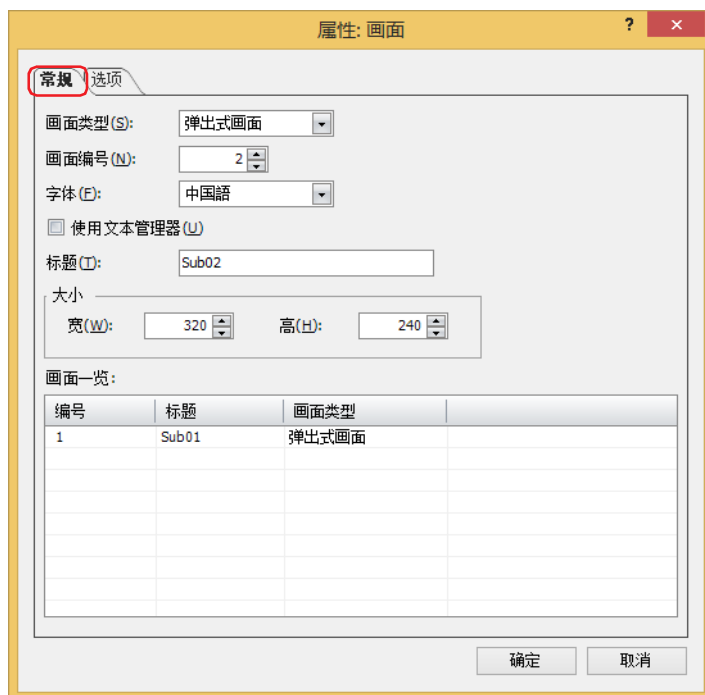 属性: 画面 ? ×
常规 选项
画面类型(S): 弹出式画面
画面编号(N): 2
字体(F): 中国語
使用文本管理器(U)
标题(T): Sub02
大小
宽(W): 320 高(H): 240
画面一览:
编号 标题 画面类型
1 Sub01 弹出式画面
确定 取消